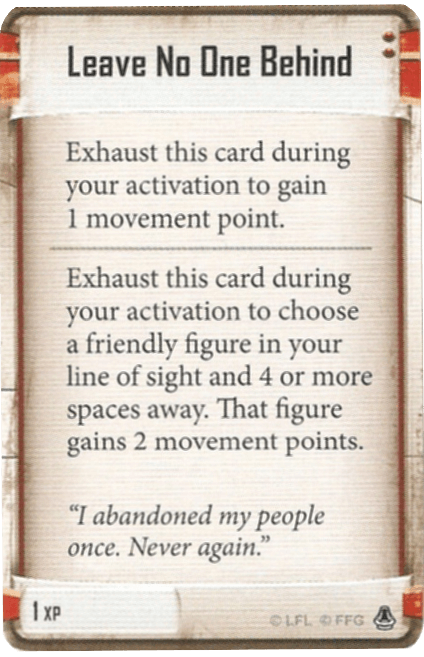 Leave No One Behind
Exhaust this card during
your activation to gain
1 movement point.
Exhaust this card during
your activation to choose
a friendly figure in your
line of sight and 4 or more
spaces away. That figure
gains 2 movement points.
“I abandoned my people
once. Never again.”
1 XP
© LFL © FFG